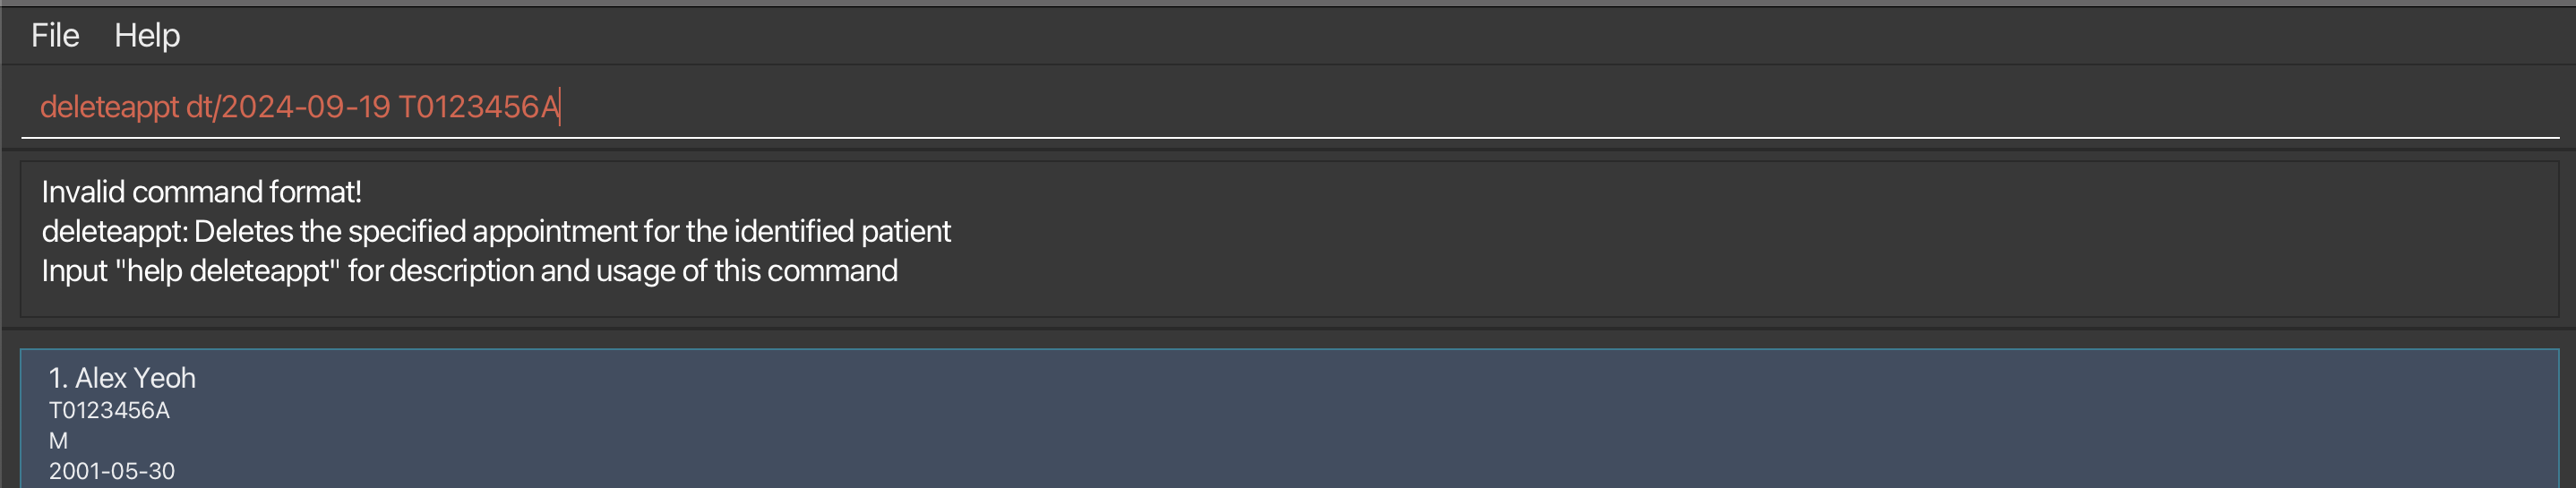 File Help
deleteappt dt/2024-09-19 T0123456A
Invalid command format!
deleteappt: Deletes the specified appointment for the identified patient
Input "help deleteappt" for description and usage of this command
1. Alex Yeoh
T0123456A
M
2001-05-30